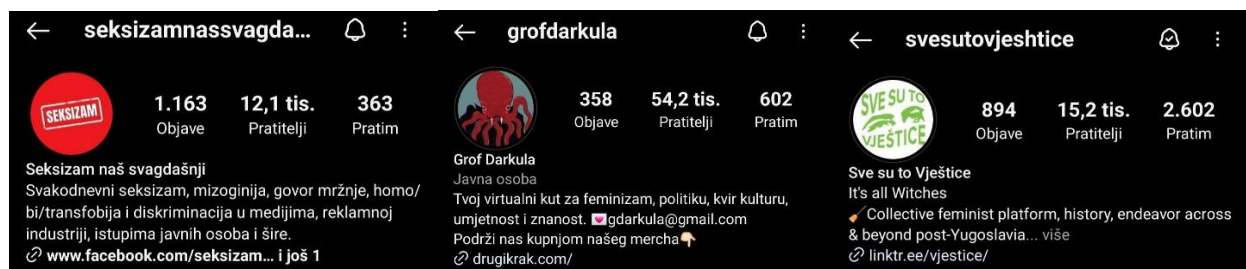 seksizamnassvagda...
SEKSIZAM
1.163 12,1 tis. 363
Objave Pratitelji Pratim
Seksizam naš svagdašnji
Svakodnevni seksizam, mizoginija, govor mržnje, homo/
bi/transfobija i diskriminacija u medijima, reklamnoj
industriji, istupima javnih osoba i šire.
www.facebook.com/seksizam... i još 1
grofdarkula
358 54,2 tis. 602
Objave Pratitelji Pratim
Grof Darkula
Javna osoba
Tvoj virtualni kut za feminizam, politiku, kvir kulturu,
umjetnost i znanost. 💌gdarkula@gmail.com
Podrži nas kupnjom našeg mercha👇🏻
drugikrak.com/
svesutovjeshtice
SVE SU TO
VJEŠTICE
894 15,2 tis. 2.602
Objave Pratitelji Pratim
Sve su to Vještice
It's all Witches
🧹Collective feminist platform, history, endeavor across
& beyond post-Yugoslavia... više
linktr.ee/vjestice/